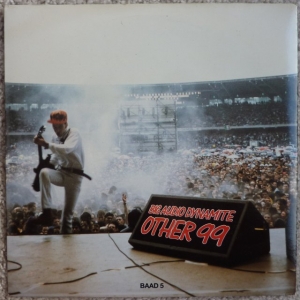 BIG AUDIO DYNAMITE
OTHER 99
BAAD 5